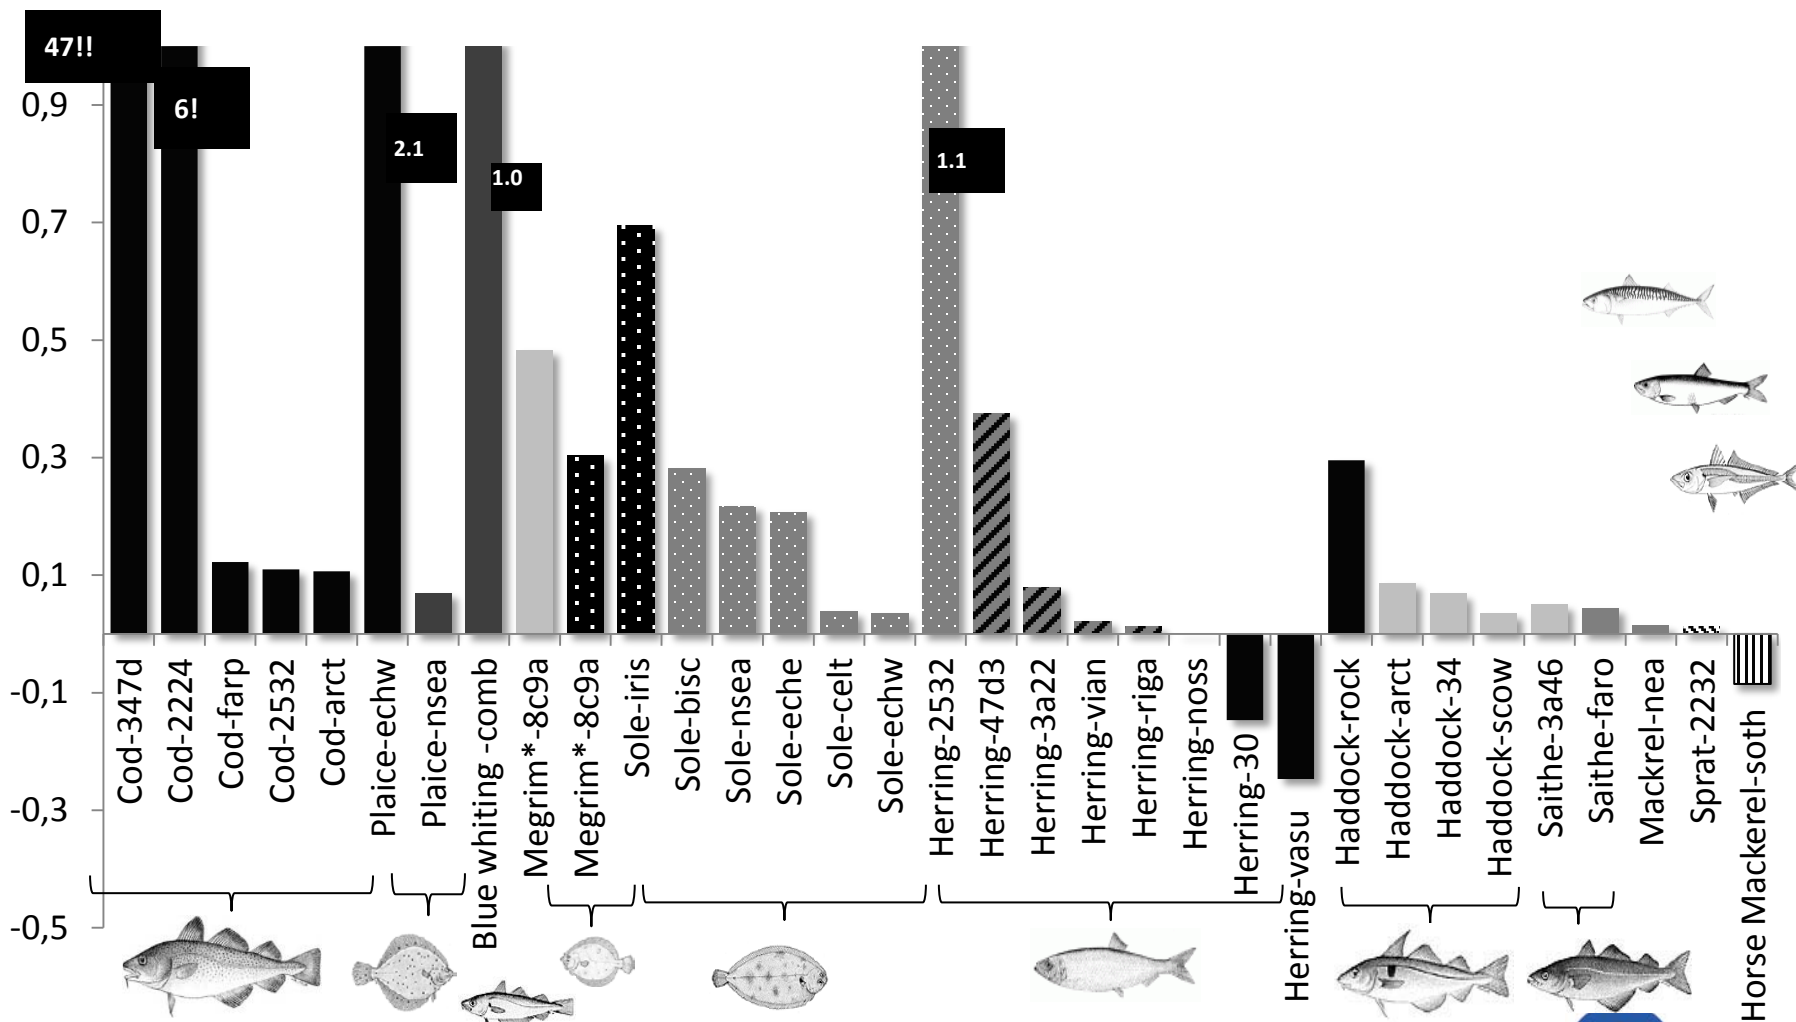 47!!
6!
2.1
1.0
1.1
0,9
0,7
0,5
0,3
0,1
-0,1
-0,3
-0,5
Cod-347d
Cod-2224
Cod-farp
Cod-2532
Cod-arct
Plaice-echw
Plaice-nsea
Blue whiting -comb
Megrim*-8c9a
Megrim*-8c9a
Sole-iris
Sole-bisc
Sole-nsea
Sole-eche
Sole-celt
Sole-echw
Herring-2532
Herring-47d3
Herring-3a22
Herring-vian
Herring-riga
Herring-noss
Herring-30
Herring-vasu
Haddock-rock
Haddock-arct
Haddock-34
Haddock-scow
Saithe-3a46
Saithe-faro
Mackrel-nea
Sprat-2232
Horse Mackerel-soth